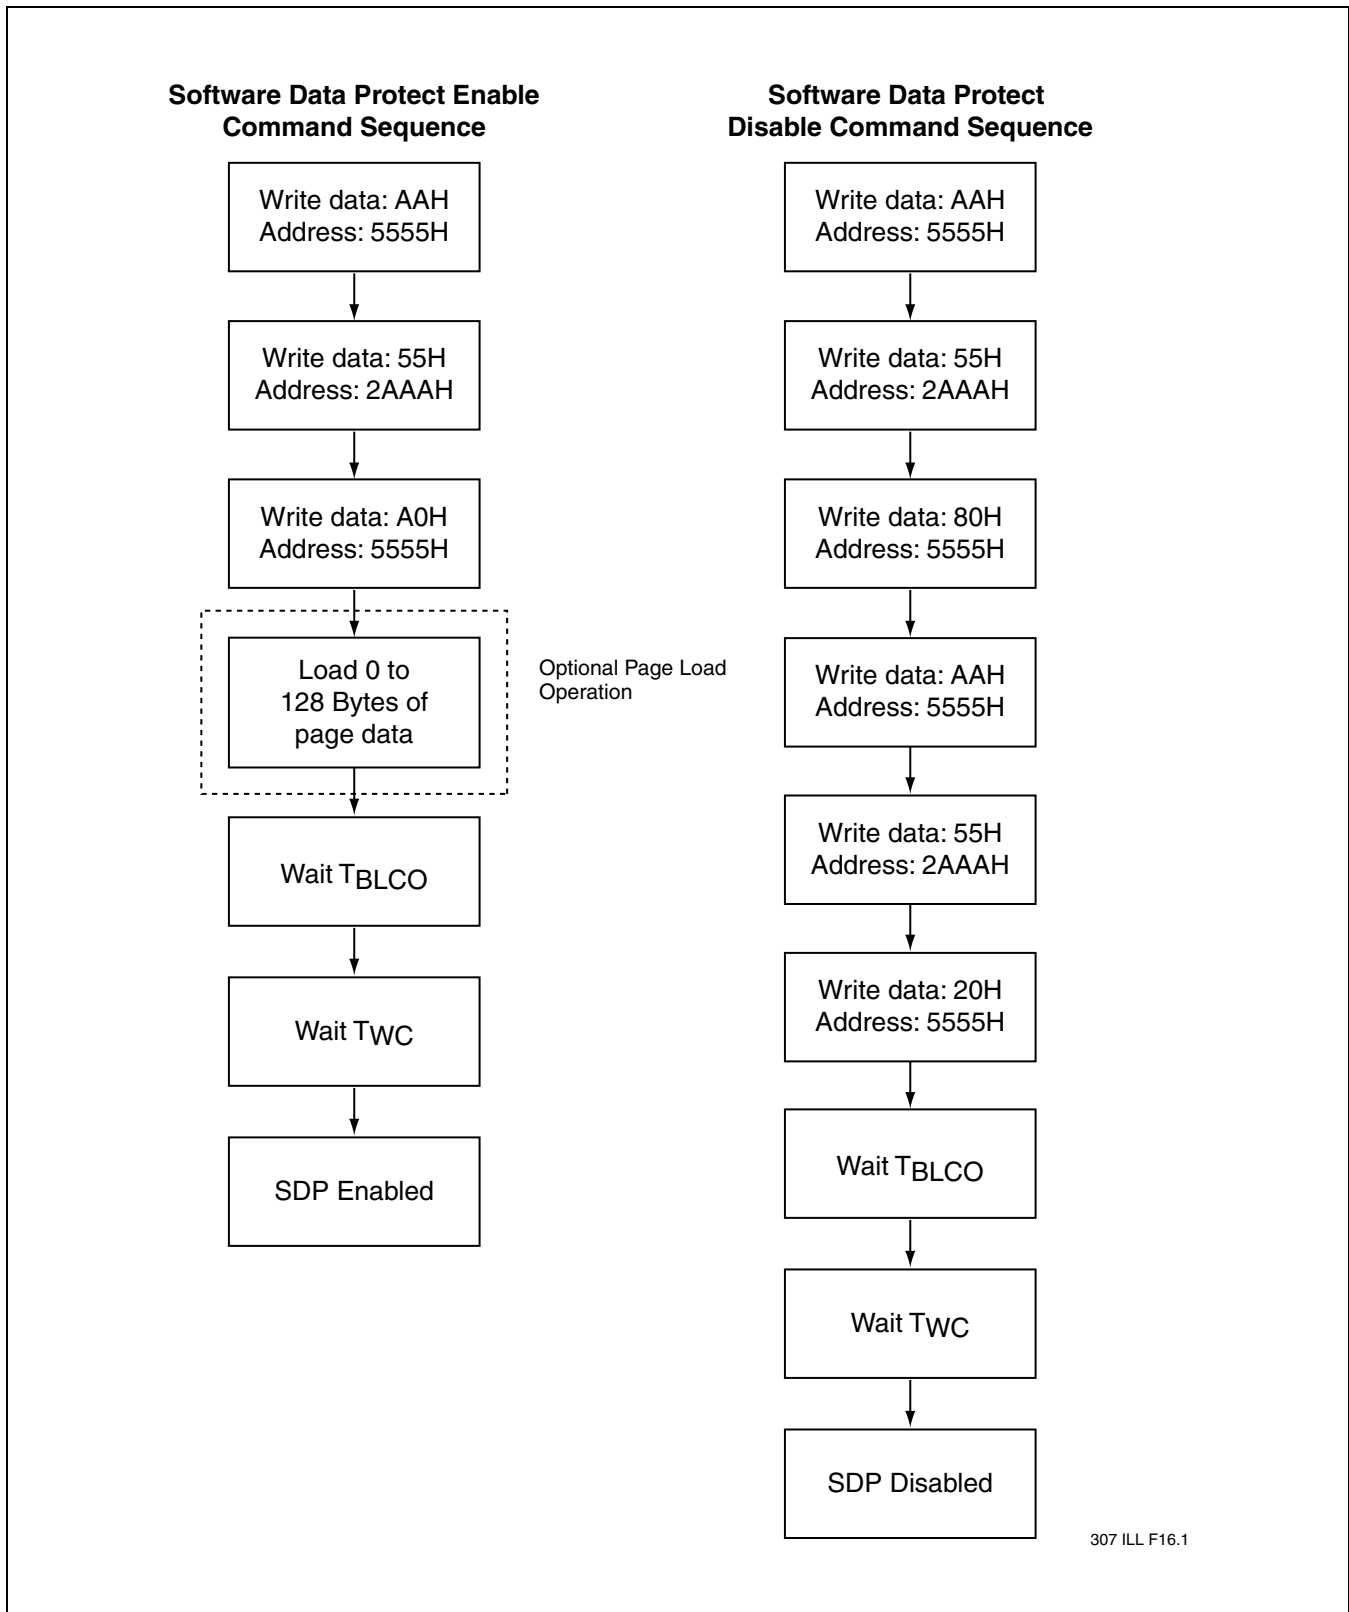 Software Data Protect Enable
Command Sequence
Write data: AAH
Address: 5555H
Write data: 55H
Address: 2AAAH
Write data: A0H
Address: 5555H
Load 0 to
128 Bytes of
page data
Optional Page Load
Operation
Wait TBLCO
Wait TWC
SDP Enabled
Software Data Protect
Disable Command Sequence
Write data: AAH
Address: 5555H
Write data: 55H
Address: 2AAAH
Write data: 80H
Address: 5555H
Write data: AAH
Address: 5555H
Write data: 55H
Address: 2AAAH
Write data: 20H
Address: 5555H
Wait TBLCO
Wait TWC
SDP Disabled
307 ILL F16.1